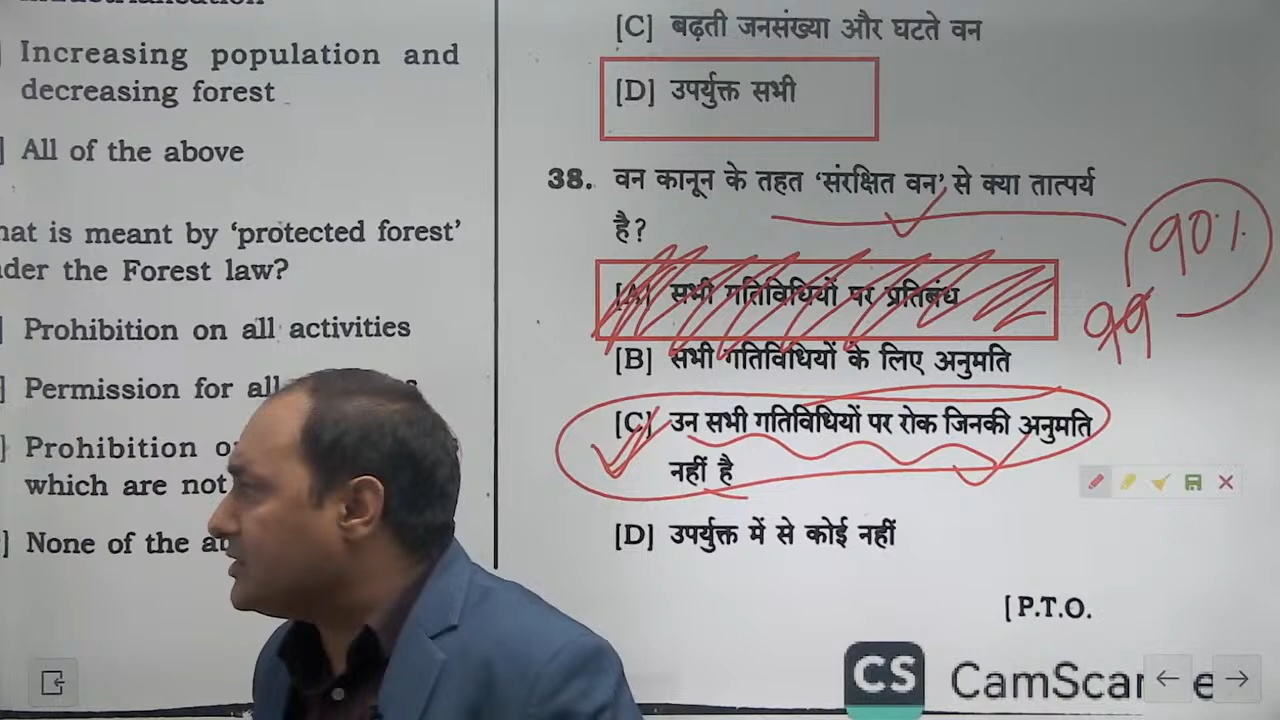 Increasing population and
decreasing forest
All of the above
hat is meant by ‘protected forest’
der the Forest law?
Prohibition on all activities
Permission for all
Prohibition
which are not
None of the
[C] बढ़ती जनसंख्या और घटते वन
[D] उपर्युक्त सभी
38. वन कानून के तहत ‘संरक्षित वन’ से क्या तात्पर्य
है?
[A] सभी गतिविधियों पर प्रतिबंध
[B] सभी गतिविधियों के लिए अनुमति
[C] उन सभी गतिविधियों पर रोक जिनकी अनुमति
नहीं है
[D] उपर्युक्त में से कोई नहीं
90%
99
[ P.T.O.
CS CamScanne